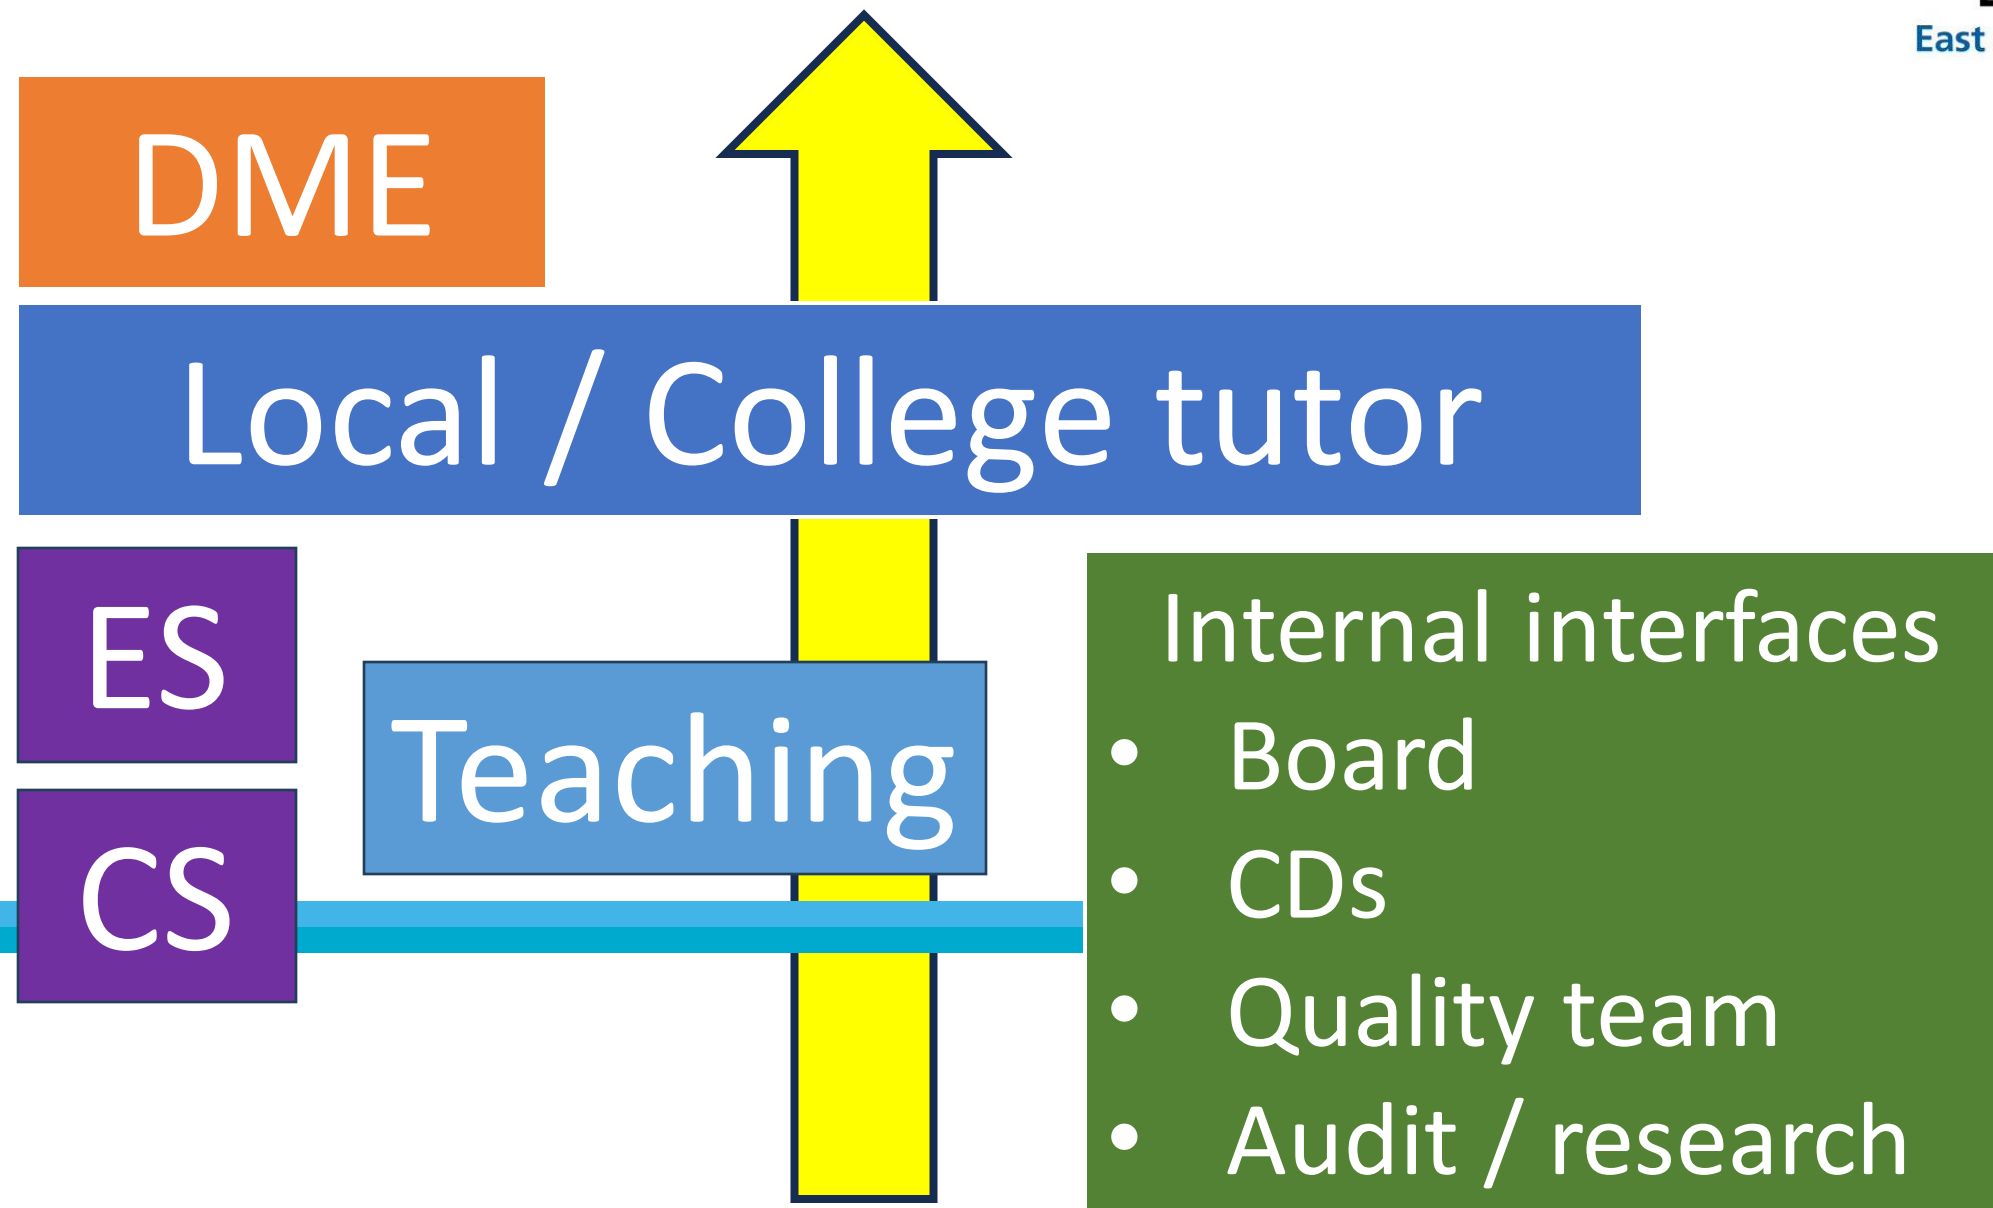 East
DME
Local / College tutor
ES
Teaching
CS
Internal interfaces
• Board
• CDs
• Quality team
• Audit / research